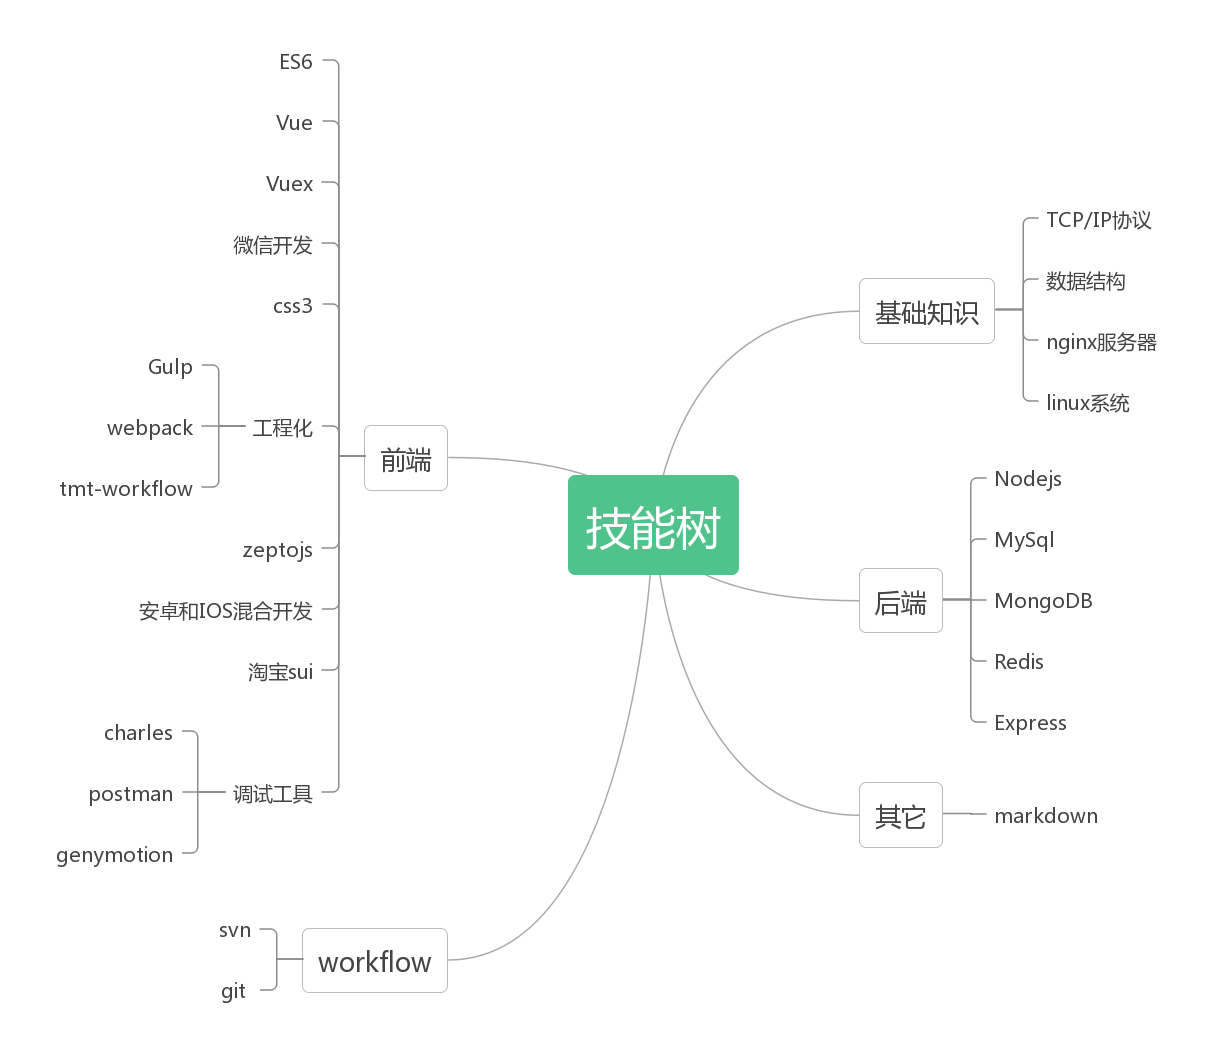 技能树
基础知识
TCP/IP协议
数据结构
nginx服务器
linux系统
后端
Nodejs
MySql
MongoDB
Redis
Express
其它
markdown
前端
ES6
Vue
Vuex
微信开发
css3
工程化
Gulp
webpack
tmt-workflow
zeptojs
安卓和IOS混合开发
淘宝sui
调试工具
charles
postman
genymotion
workflow
svn
git